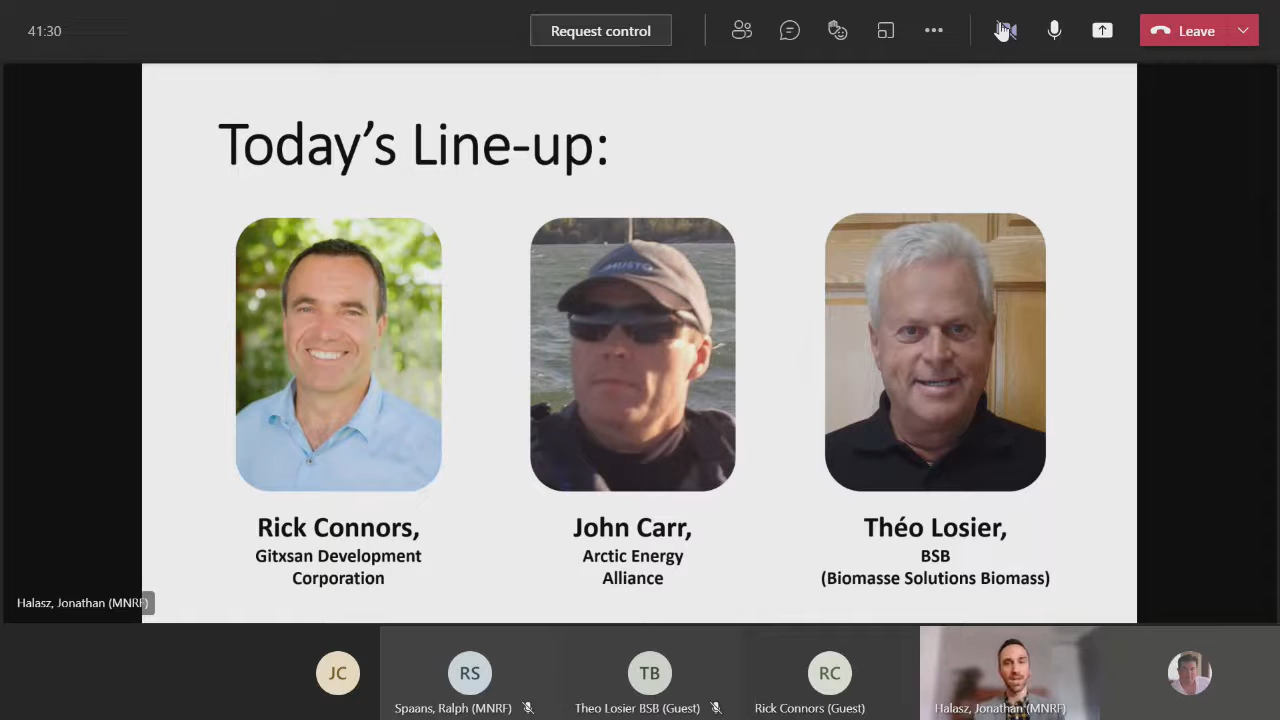 41:30
Request control
Leave
Today's Line-up:
MUSTO
Rick Connors,
Gitxsan Development
Corporation
John Carr,
Arctic Energy
Alliance
Théo Losier,
BSB
(Biomasse Solutions Biomass)
Halasz, Jonathan (MNRF)
JC
RS
TB
RC
Spaans, Ralph (MNRF)
Theo Losier BSB (Guest)
Rick Connors (Guest)
Halasz, Jonathan (MNRF)